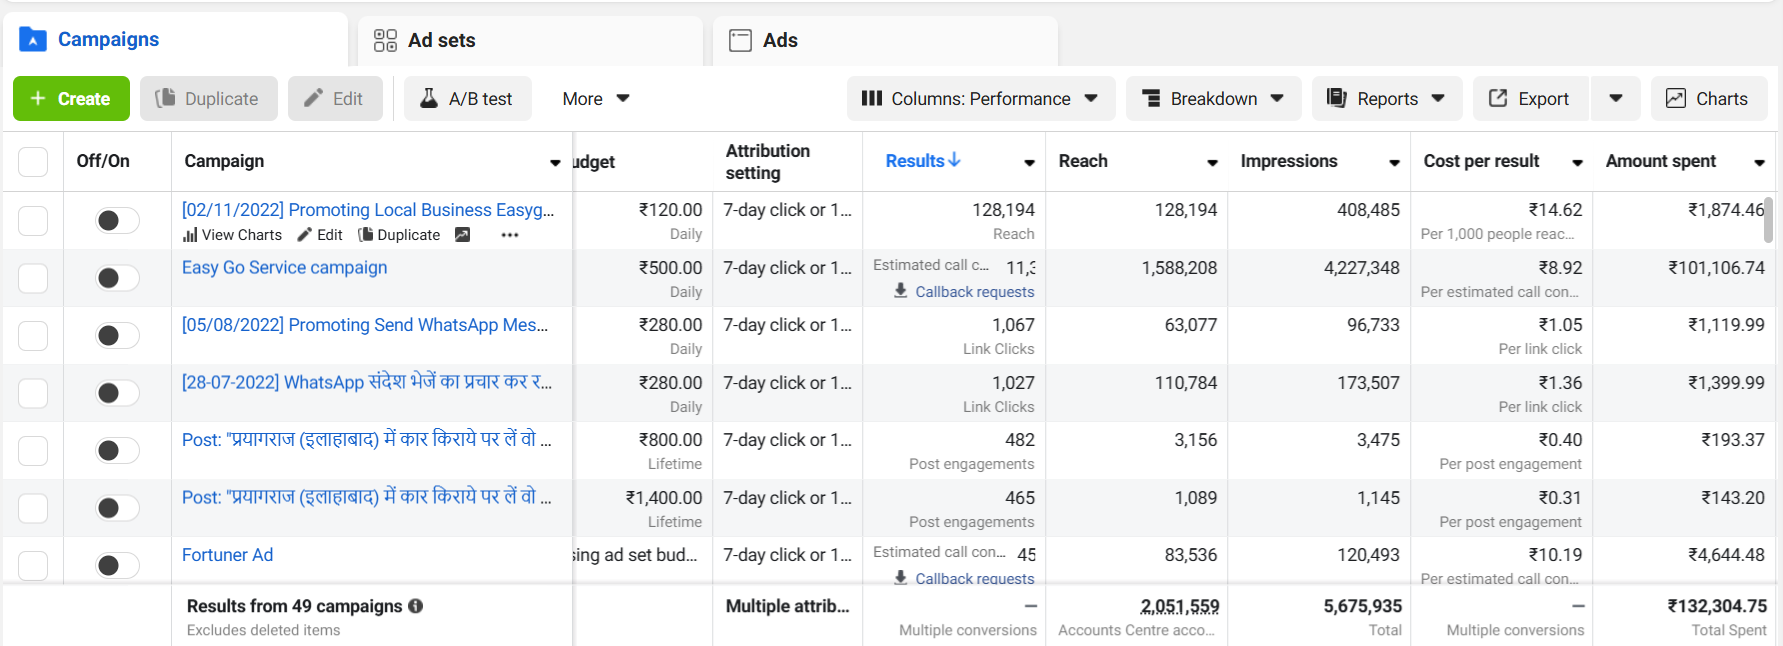 Campaigns
Ad sets
Ads
+ Create
Duplicate
Edit
A/B test
More
Columns: Performance
Breakdown
Reports
Export
Charts
Off/On
Campaign
udget
Attribution
setting
Results↓
Reach
Impressions
Cost per result
Amount spent
[02/11/2022] Promoting Local Business Easyg...
View Charts Edit Duplicate ...
₹120.00
Daily
7-day click or 1...
128,194
Reach
128,194
408,485
₹14.62
Per 1,000 people reac...
₹1,874.46
Easy Go Service campaign
₹500.00
Daily
7-day click or 1...
Estimated call c... 11,3
Callback requests
1,588,208
4,227,348
₹8.92
Per estimated call con...
₹101,106.74
[05/08/2022] Promoting Send WhatsApp Mes...
₹280.00
Daily
7-day click or 1...
1,067
Link Clicks
63,077
96,733
₹1.05
Per link click
₹1,119.99
[28-07-2022] WhatsApp संदेश भेजें का प्रचार कर र...
₹280.00
Daily
7-day click or 1...
1,027
Link Clicks
110,784
173,507
₹1.36
Per link click
₹1,399.99
Post: "प्रयागराज (इलाहाबाद) में कार किराये पर लें वो ...
₹800.00
Lifetime
7-day click or 1...
482
Post engagements
3,156
3,475
₹0.40
Per post engagement
₹193.37
Post: "प्रयागराज (इलाहाबाद) में कार किराये पर लें वो ...
₹1,400.00
Lifetime
7-day click or 1...
465
Post engagements
1,089
1,145
₹0.31
Per post engagement
₹143.20
Fortuner Ad
sing ad set bud...
7-day click or 1...
Estimated call con... 45
Callback requests
83,536
120,493
₹10.19
Per estimated call con...
₹4,644.48
Results from 49 campaigns
Excludes deleted items
Multiple attrib...
—
Multiple conversions
2,051,559
Accounts Centre acco...
5,675,935
Total
—
Multiple conversions
₹132,304.75
Total Spent